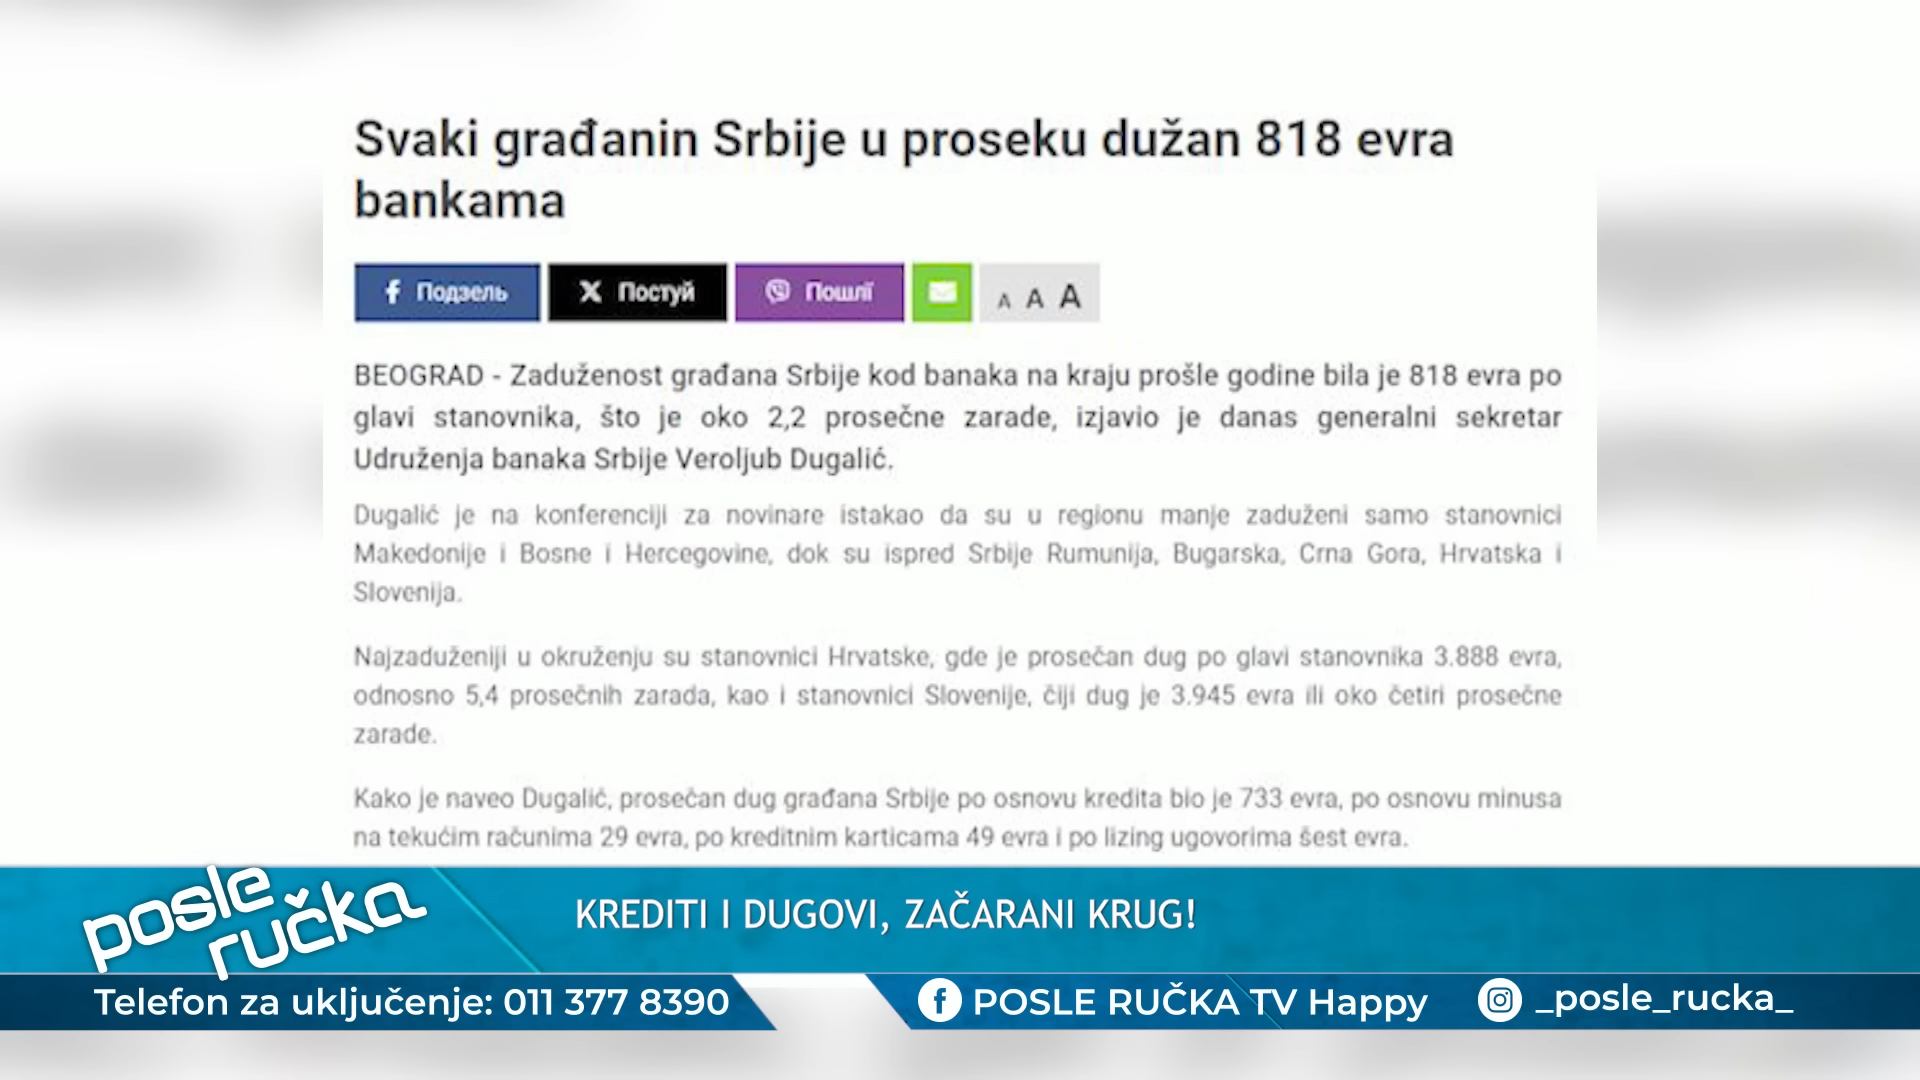 Svaki građanin Srbije u proseku dužan 818 evra
bankama
Подзель Постуй Пошлї A A A
BEOGRAD - Zaduženost građana Srbije kod banaka na kraju prošle godine bila je 818 evra po
glavi stanovnika, što je oko 2,2 prosečne zarade, izjavio je danas generalni sekretar
Udruženja banaka Srbije Veroljub Dugalić.
Dugalić je na konferenciji za novinare istakao da su u regionu manje zaduženi samo stanovnici
Makedonije i Bosne i Hercegovine, dok su ispred Srbije Rumunija, Bugarska, Crna Gora, Hrvatska i
Slovenija.
Najzaduženiji u okruženju su stanovnici Hrvatske, gde je prosečan dug po glavi stanovnika 3.888 evra,
odnosno 5,4 prosečnih zarada, kao i stanovnici Slovenije, čiji dug je 3.945 evra ili oko četiri prosečne
zarade.
Kako je naveo Dugalić, prosečan dug građana Srbije po osnovu kredita bio je 733 evra, po osnovu minusa
na tekućim računima 29 evra, po kreditnim karticama 49 evra i po lizing ugovorima šest evra.
posle
ručka
KREDITI I DUGOVI, ZAČARANI KRUG!
Telefon za uključenje: 011 377 8390
POSLE RUČKA TV Happy
_posle_rucka_